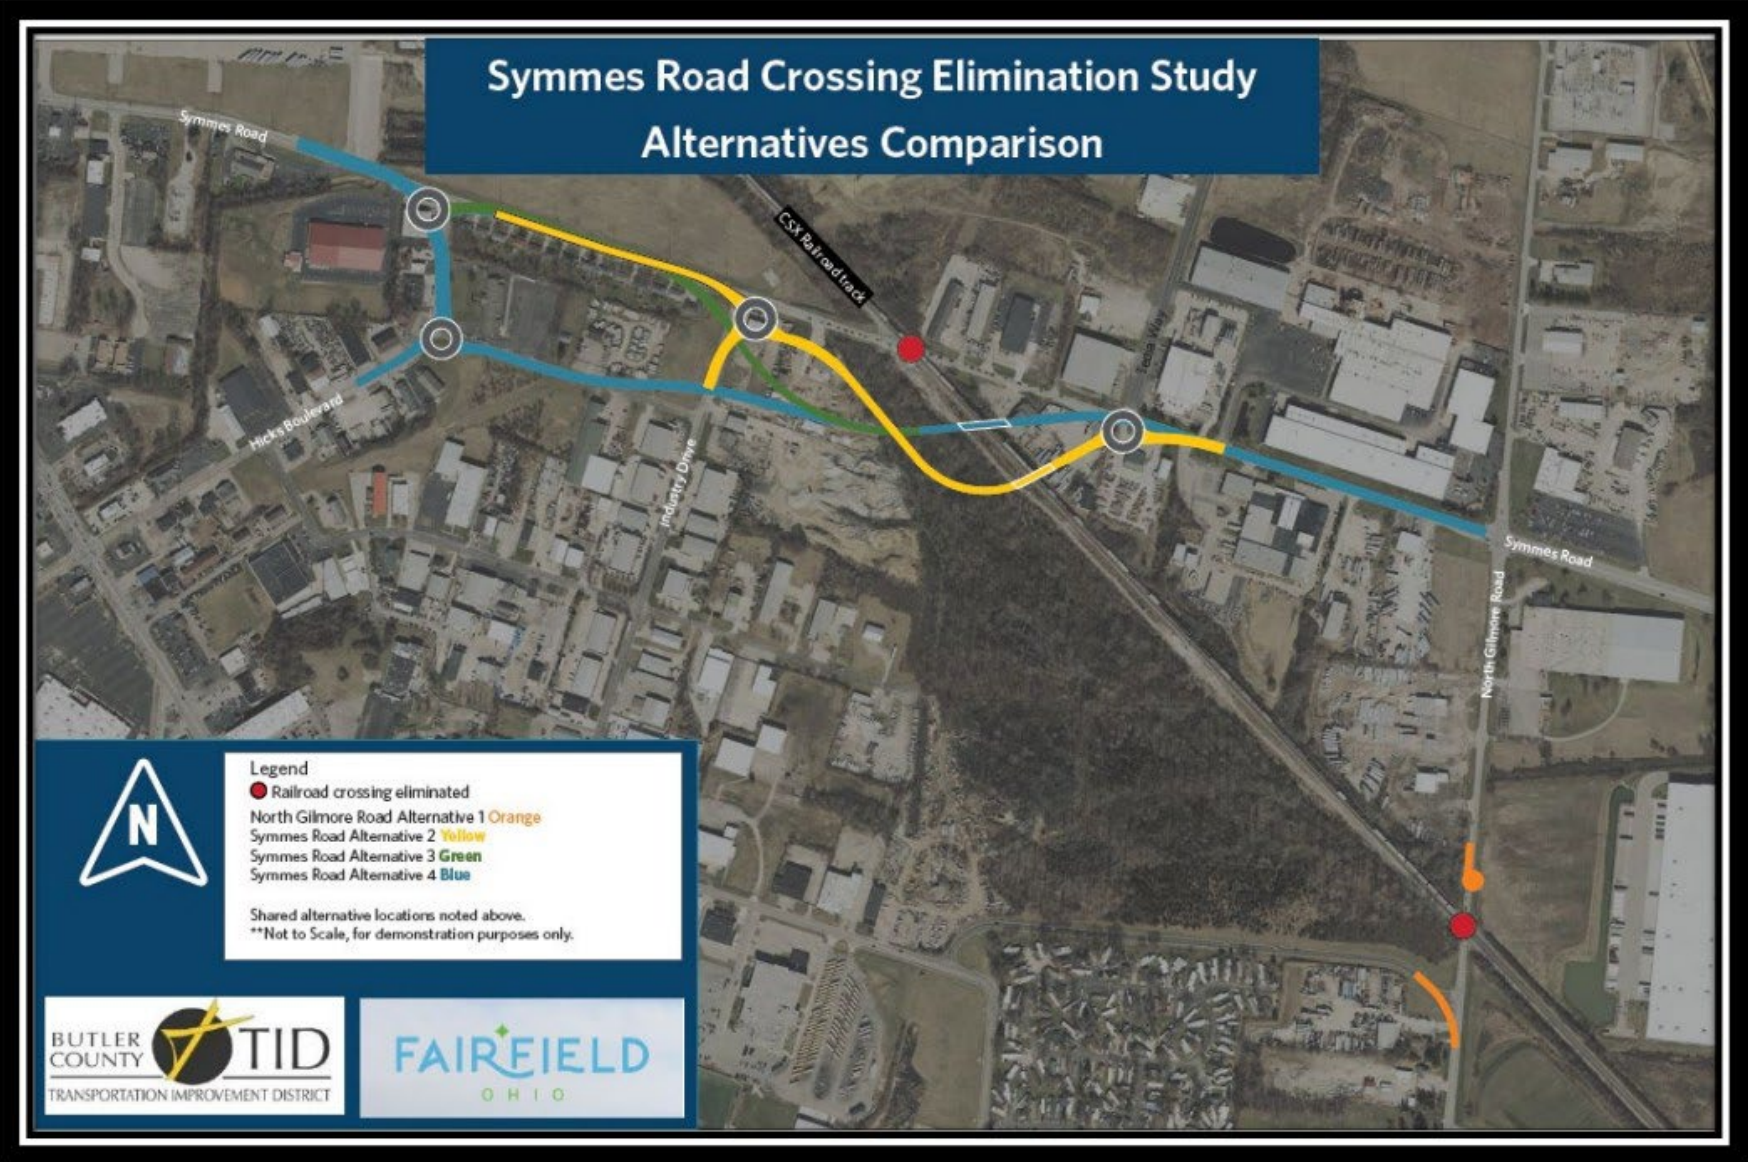 Symmes Road Crossing Elimination Study
Alternatives Comparison
Symmes Road
CSX Railroad track
Tessa Way
Hicks Boulevard
Industry Drive
Symmes Road
North Gilmore Road
N
Legend
Railroad crossing eliminated
North Gilmore Road Alternative 1 Orange
Symmes Road Alternative 2 Yellow
Symmes Road Alternative 3 Green
Symmes Road Alternative 4 Blue
Shared alternative locations noted above.
**Not to Scale, for demonstration purposes only.
BUTLER
COUNTY
TID
TRANSPORTATION IMPROVEMENT DISTRICT
FAIRFIELD
OHIO